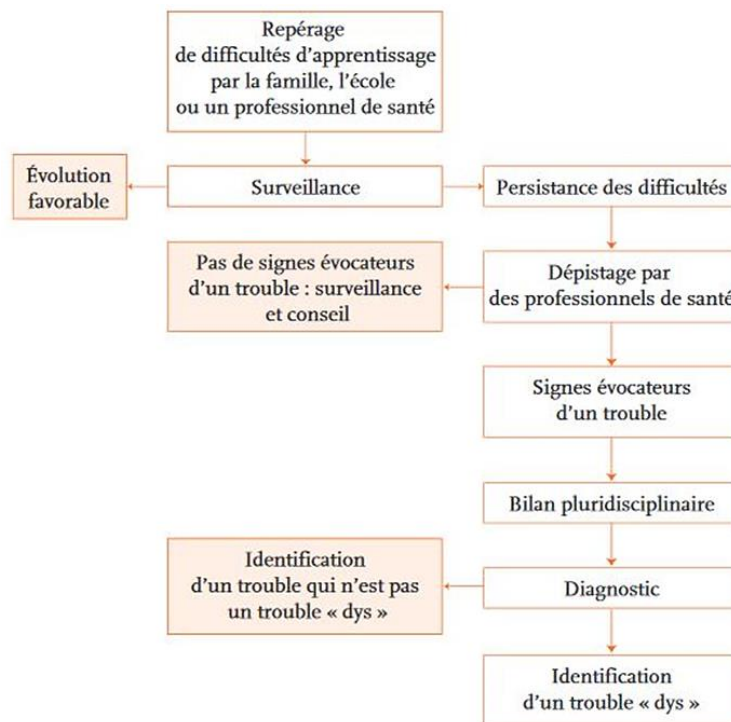 Repérage
de difficultés d’apprentissage
par la famille, l’école
ou un professionnel de santé
Évolution
favorable
Surveillance
Persistance des difficultés
Pas de signes évocateurs
d’un trouble : surveillance
et conseil
Dépistage par
des professionnels de santé
Signes évocateurs
d’un trouble
Bilan pluridisciplinaire
Identification
d’un trouble qui n’est pas
un trouble « dys »
Diagnostic
Identification
d’un trouble « dys »